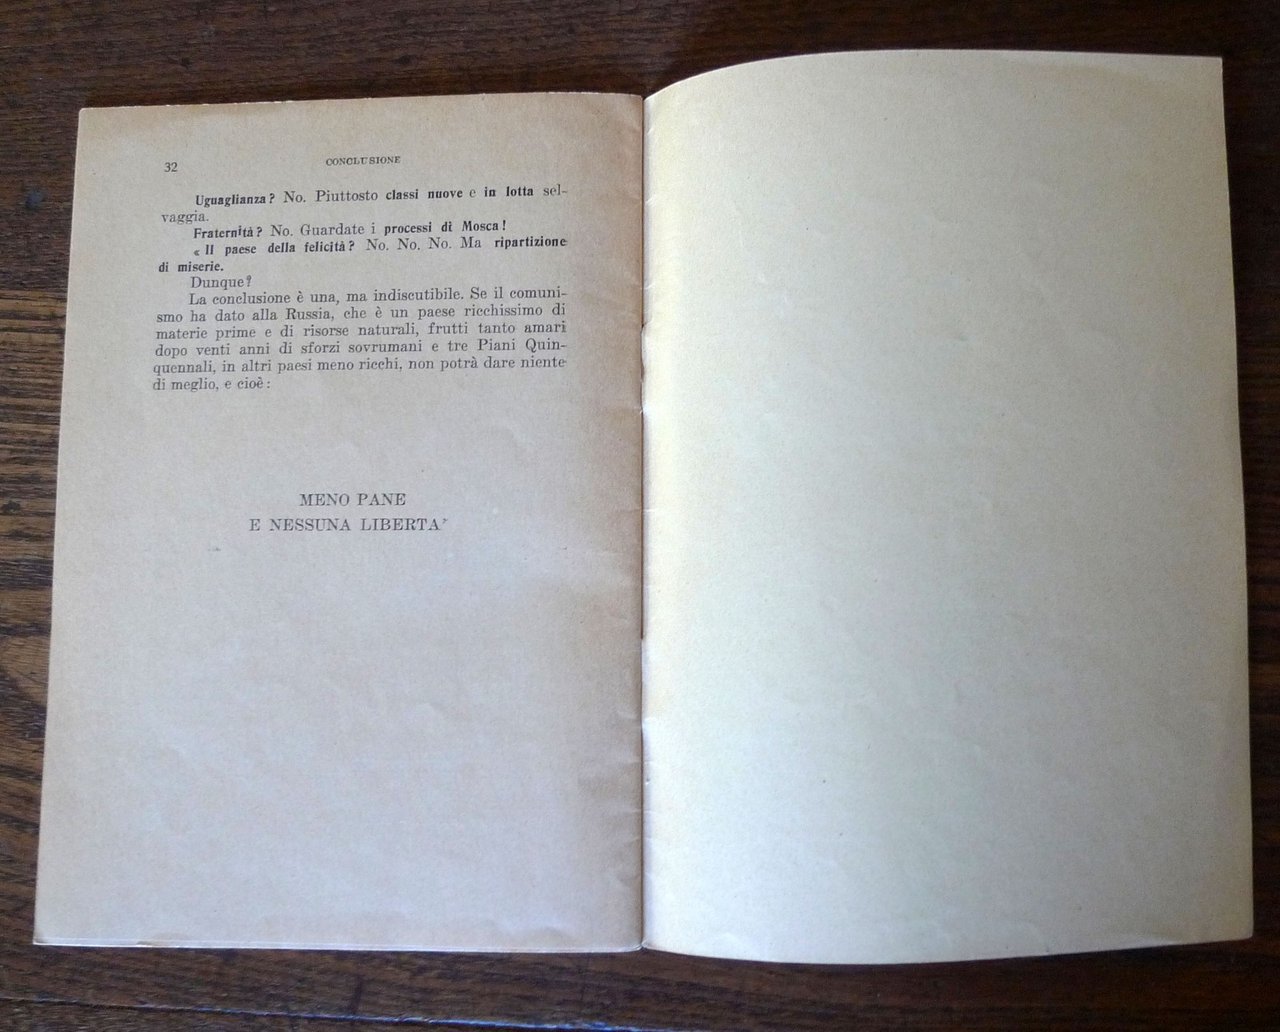 32
CONCLUSIONE
Uguaglianza? No. Piuttosto classi nuove e in lotta sel-
vaggia.
Fraternità? No. Guardate i processi di Mosca!
« Il paese della felicità? No. No. No. Ma ripartizione
di miserie.
Dunque?
La conclusione è una, ma indiscutibile. Se il comuni-
smo ha dato alla Russia, che è un paese ricchissimo di
materie prime e di risorse naturali, frutti tanto amari
dopo venti anni di sforzi sovrumani e tre Piani Quin-
quennali, in altri paesi meno ricchi, non potrà dare niente
di meglio, e cioè:
MENO PANE
E NESSUNA LIBERTA'